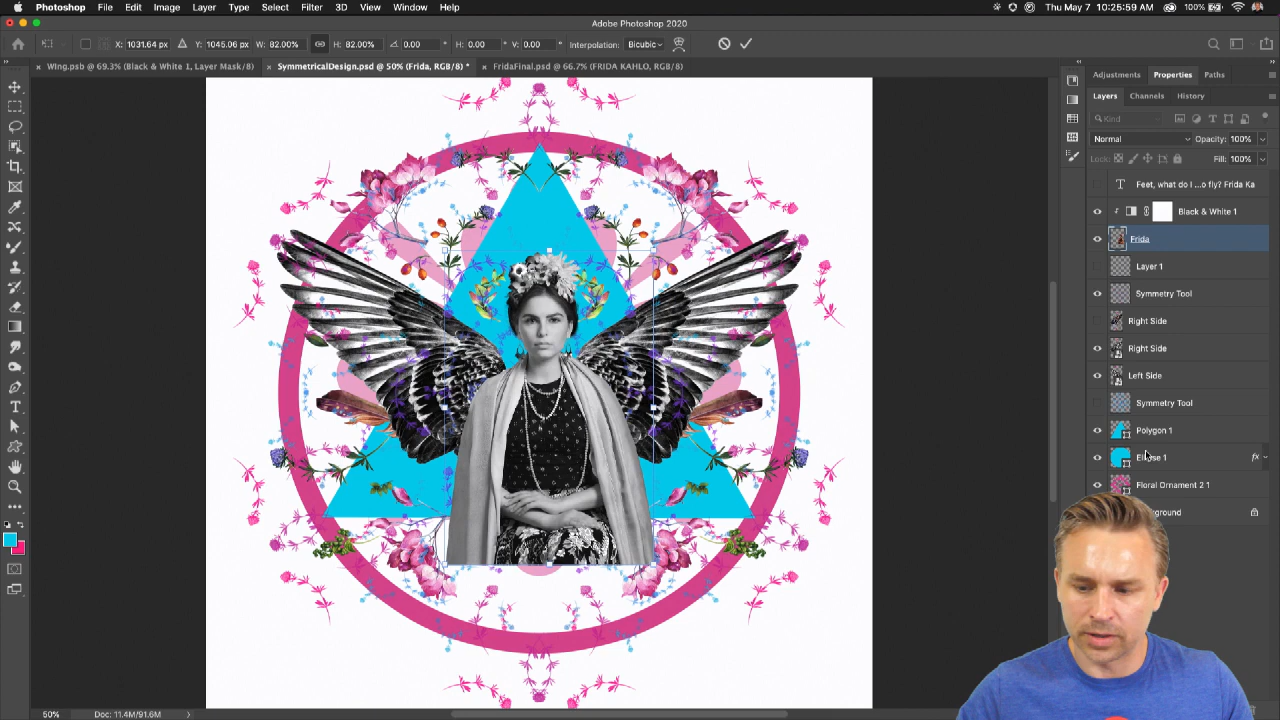 Photoshop File Edit Image Layer Type Select Filter 3D View Window Help Thu May 7 10:25:59 AM 100%
Adobe Photoshop 2020
X: 1031.64 px Y: 1045.06 px W: 82.00% H: 82.00% 0.00 ° H: 0.00 ° V: 0.00 ° Interpolation: Bicubic
× Wing.psb @ 69.3% (Black & White 1, Layer Mask/8) × SymmetricalDesign.psd @ 50% (Frida, RGB/8) * × FridaFinal.psd @ 66.7% (FRIDA KAHLO, RGB/8)
Adjustments Properties Paths
Layers Channels History
Kind
Normal Opacity: 100%
Lock: Fill: 100%
Feet, what do I ...o fly? Frida Ka
Black & White 1
Frida
Layer 1
Symmetry Tool
Right Side
Right Side
Left Side
Symmetry Tool
Polygon 1
1 fx
Floral Ornament 2 1
50% Doc: 11.4M/91.6M